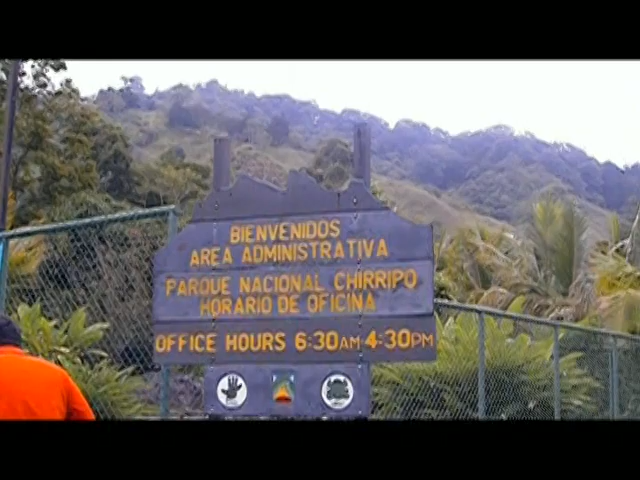 BIENVENIDOS
AREA ADMINISTRATIVA
PARQUE NACIONAL CHIRRIPO
HORARIO DE OFICINA
OFFICE HOURS 6:30AM-4:30PM